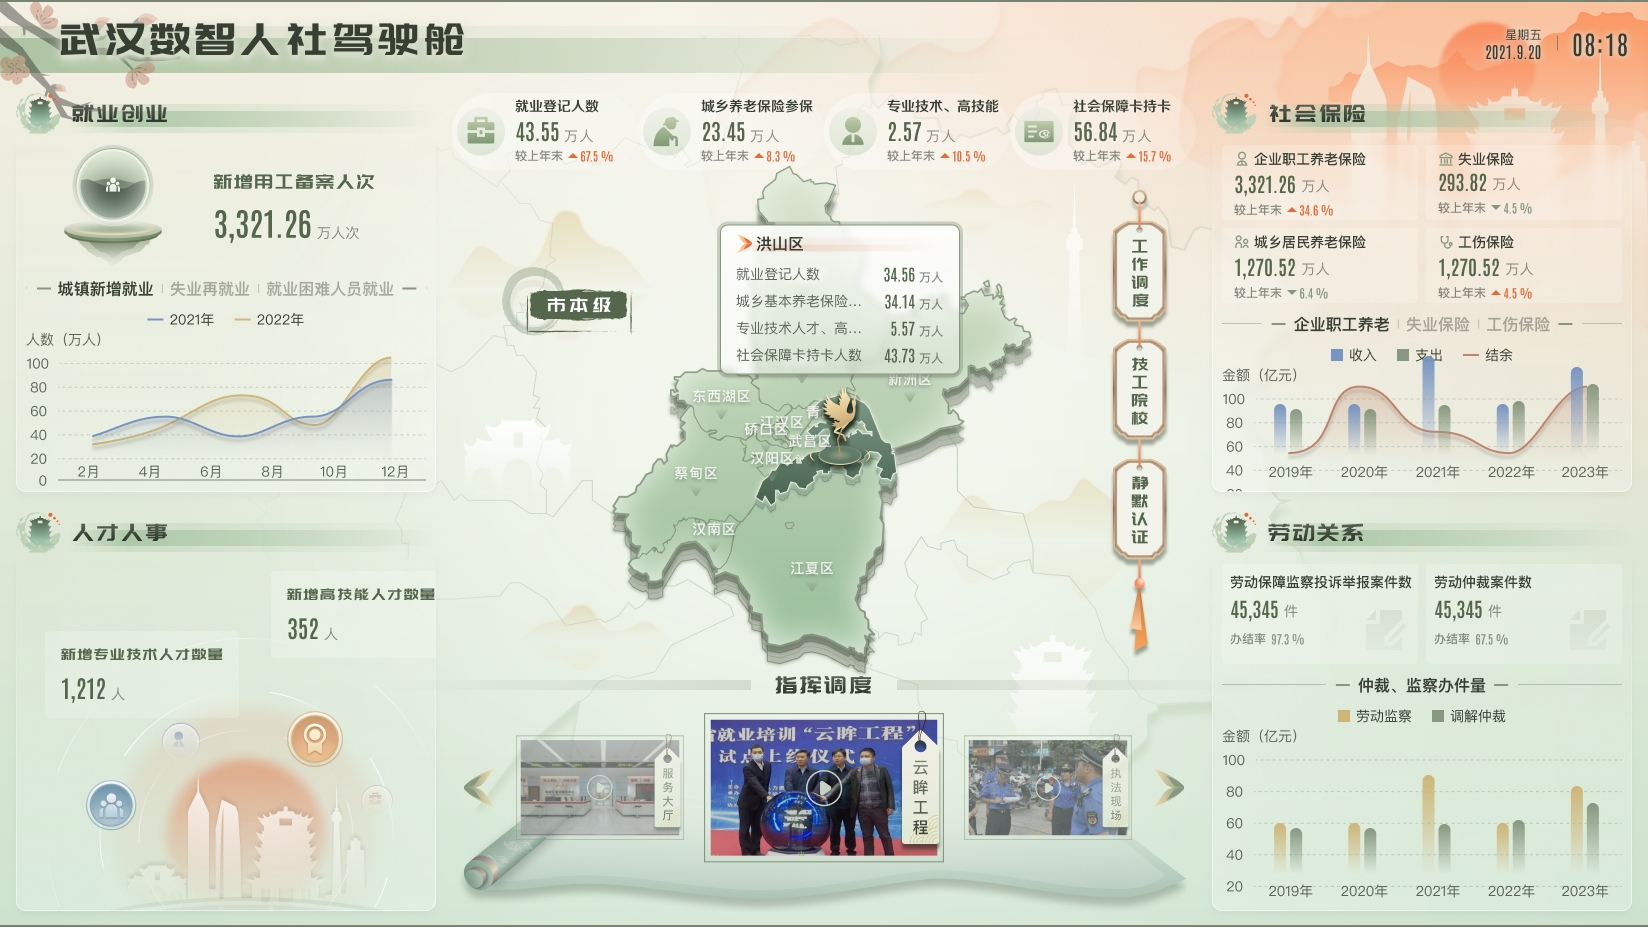 武汉数智人社驾驶舱
星期五
2021.9.20
08:18
就业创业
新增用工备案人次
3,321.26 万人次
城镇新增就业 失业再就业 就业困难人员就业
2021年 2022年
人数（万人）
100
80
60
40
20
0
2月 4月 6月 8月 10月 12月
人才人事
新增高技能人才数量
352 人
新增专业技术人才数量
1,212 人
就业登记人数
43.55 万人
较上年末 67.5 %
城乡养老保险参保
23.45 万人
较上年末 8.3 %
专业技术、高技能
2.57 万人
较上年末 10.5 %
社会保障卡持卡
56.84 万人
较上年末 15.7 %
市本级
洪山区
就业登记人数 34.56 万人
城乡基本养老保险... 34.14 万人
专业技术人才、高... 5.57 万人
社会保障卡持卡人数 43.73 万人
新洲区
东西湖区
青
江汉区
硚口区
武昌区
汉阳区
蔡甸区
汉南区
江夏区
工作调度
技工院校
静默认证
指挥调度
服务大厅
就业培训“云眸工程”
试点上线仪式
云眸工程
执法现场
社会保险
企业职工养老保险
3,321.26 万人
较上年末 34.6 %
失业保险
293.82 万人
较上年末 4.5 %
城乡居民养老保险
1,270.52 万人
较上年末 6.4 %
工伤保险
1,270.52 万人
较上年末 4.5 %
企业职工养老 失业保险 工伤保险
收入 支出 结余
金额（亿元）
100
80
60
40
2019年 2020年 2021年 2022年 2023年
劳动关系
劳动保障监察投诉举报案件数
45,345 件
办结率 97.3 %
劳动仲裁案件数
45,345 件
办结率 67.5 %
仲裁、监察办件量
劳动监察 调解仲裁
金额（亿元）
100
80
60
40
20
2019年 2020年 2021年 2022年 2023年